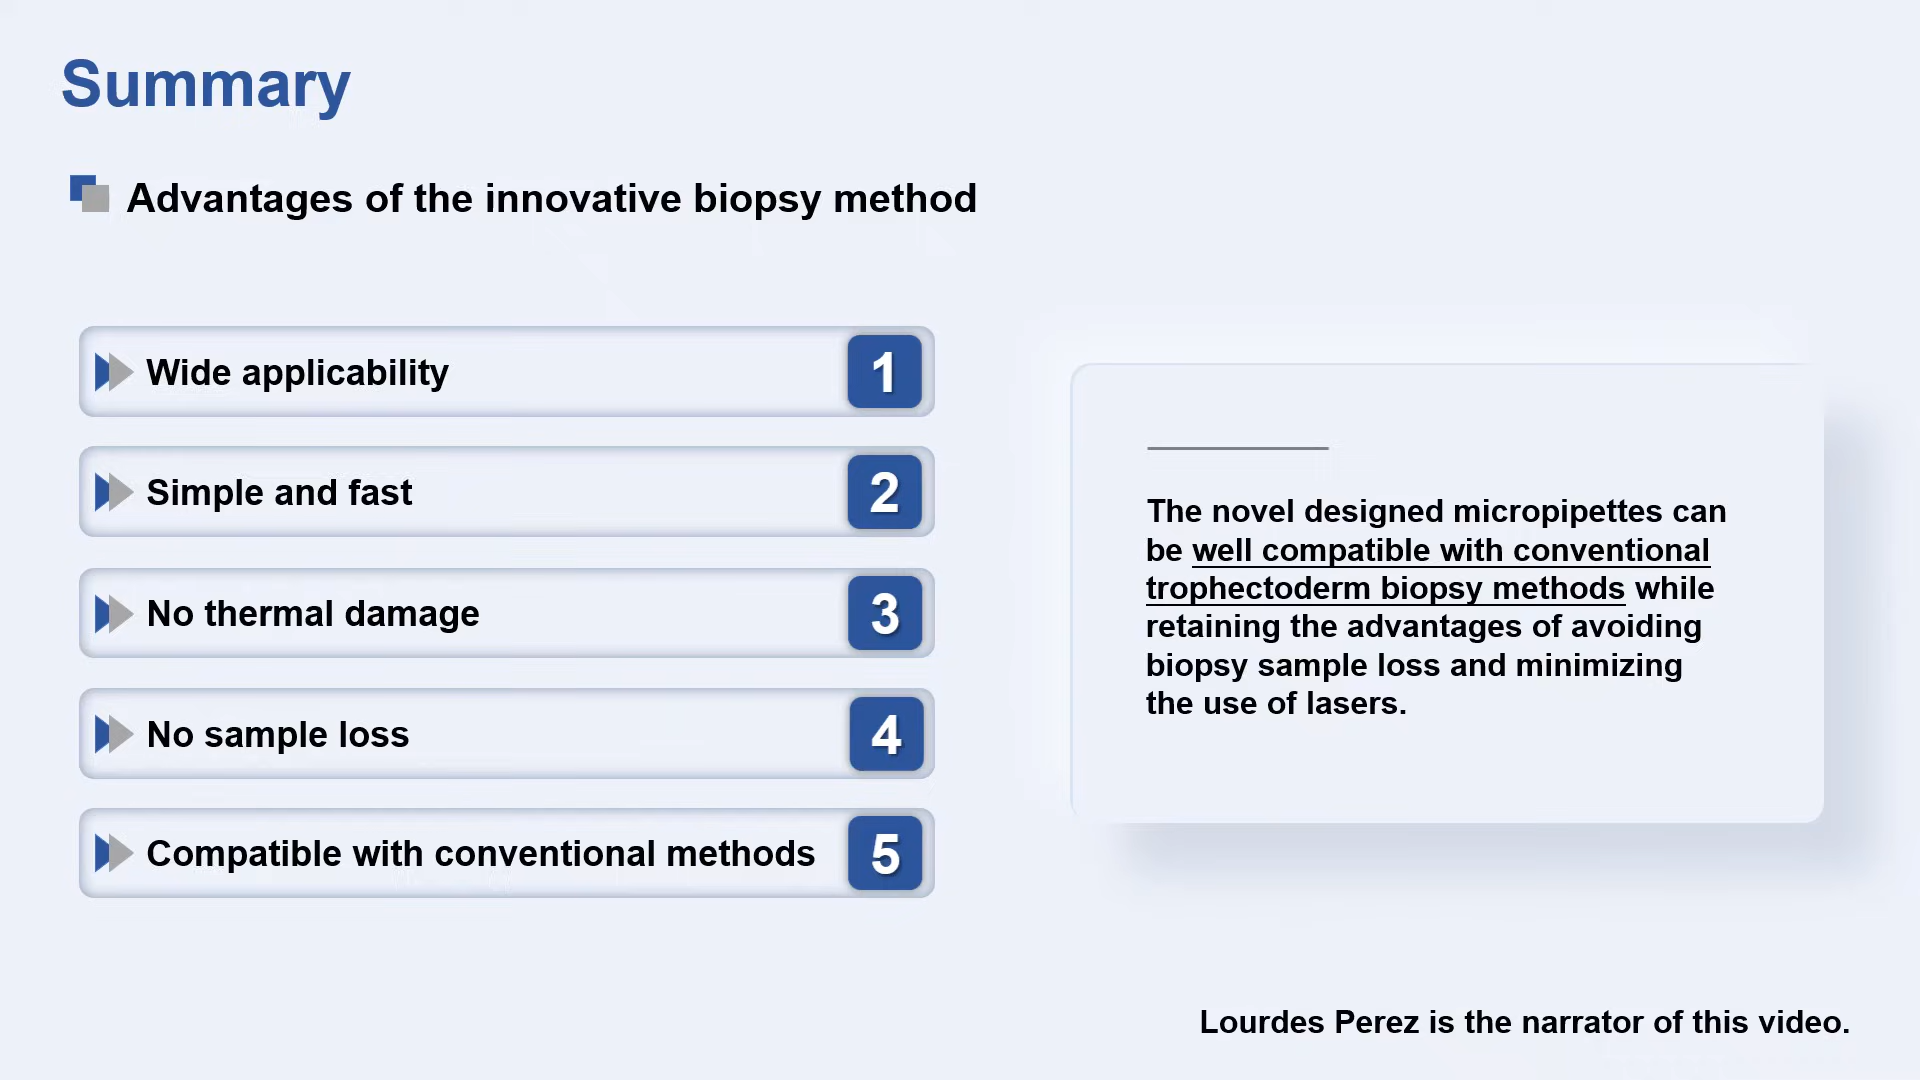 Summary
Advantages of the innovative biopsy method
Wide applicability 1
Simple and fast 2
No thermal damage 3
No sample loss 4
Compatible with conventional methods 5
The novel designed micropipettes can
be well compatible with conventional
trophectoderm biopsy methods while
retaining the advantages of avoiding
biopsy sample loss and minimizing
the use of lasers.
Lourdes Perez is the narrator of this video.